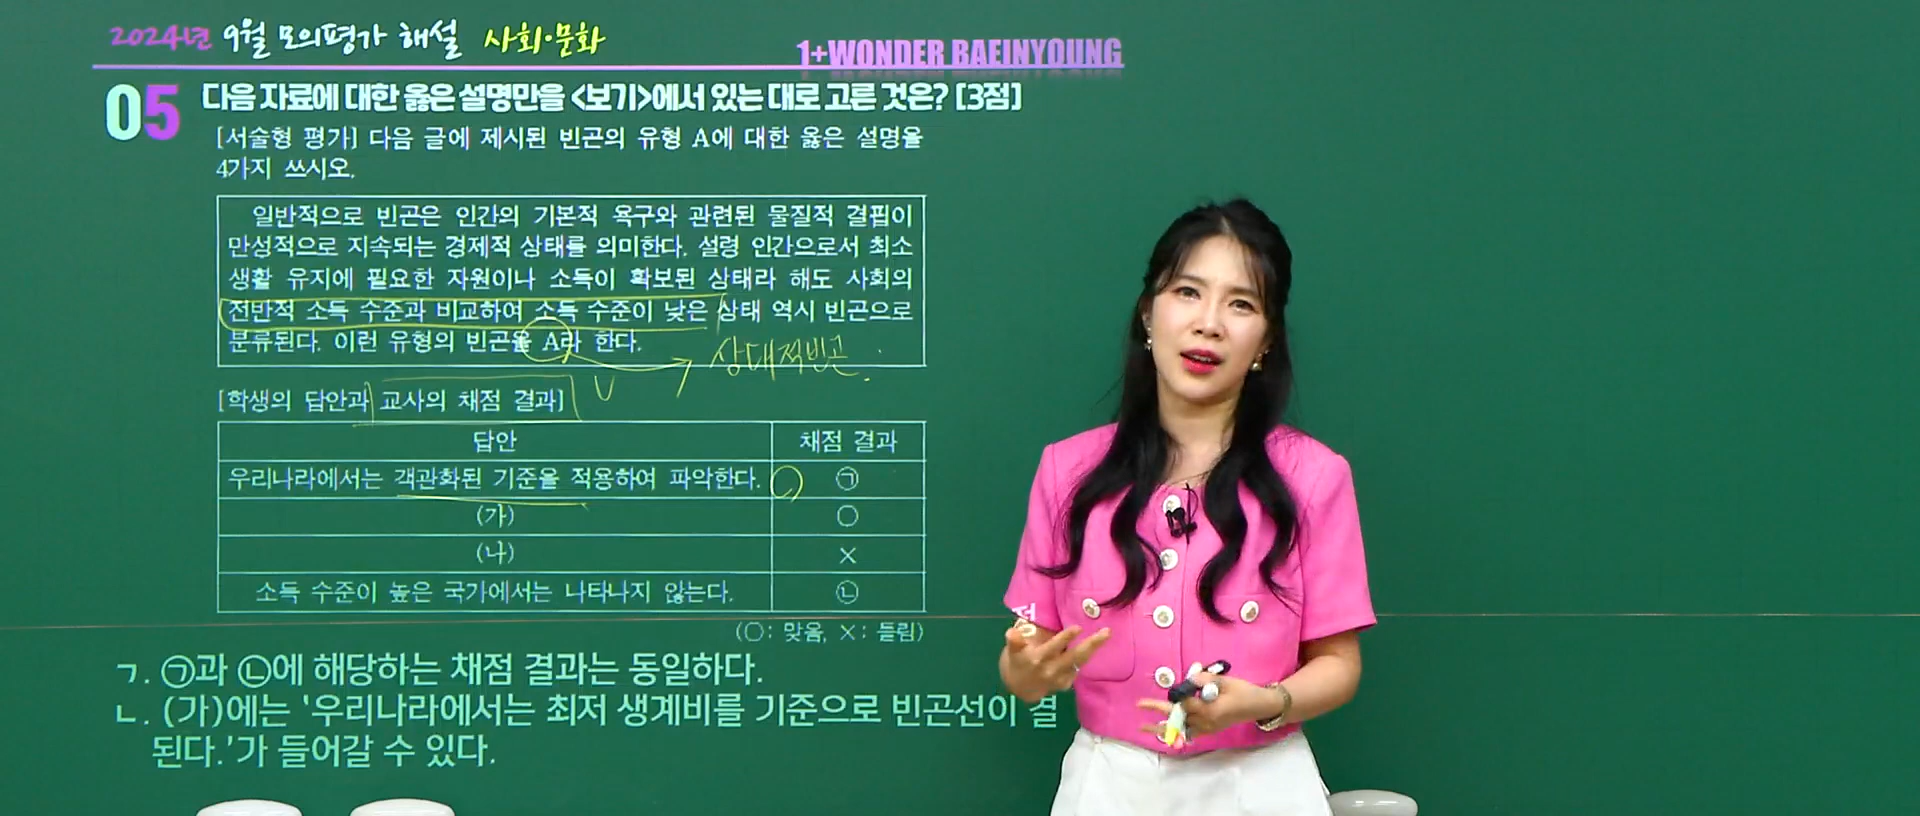 2024년 9월 모의평가 해설 사회·문화
1+WONDER BAEINYOUNG
05 다음 자료에 대한 옳은 설명만을 <보기>에서 있는 대로 고른 것은? [3점]
[서술형 평가] 다음 글에 제시된 빈곤의 유형 A에 대한 옳은 설명을
4가지 쓰시오.
일반적으로 빈곤은 인간의 기본적 욕구와 관련된 물질적 결핍이
만성적으로 지속되는 경제적 상태를 의미한다. 설령 인간으로서 최소
생활 유지에 필요한 자원이나 소득이 확보된 상태라 해도 사회의
전반적 소득 수준과 비교하여 소득 수준이 낮은 상태 역시 빈곤으로
분류된다. 이런 유형의 빈곤을 A라 한다.
상대적빈곤
[학생의 답안과 교사의 채점 결과]
답안 채점 결과
우리나라에서는 객관화된 기준을 적용하여 파악한다. ㉠
(가) ○
(나) ×
소득 수준이 높은 국가에서는 나타나지 않는다. ㉡
(○: 맞음, ×: 틀림)
ㄱ. ㉠과 ㉡에 해당하는 채점 결과는 동일하다.
ㄴ. (가)에는 '우리나라에서는 최저 생계비를 기준으로 빈곤선이 결
정
된다.'가 들어갈 수 있다.